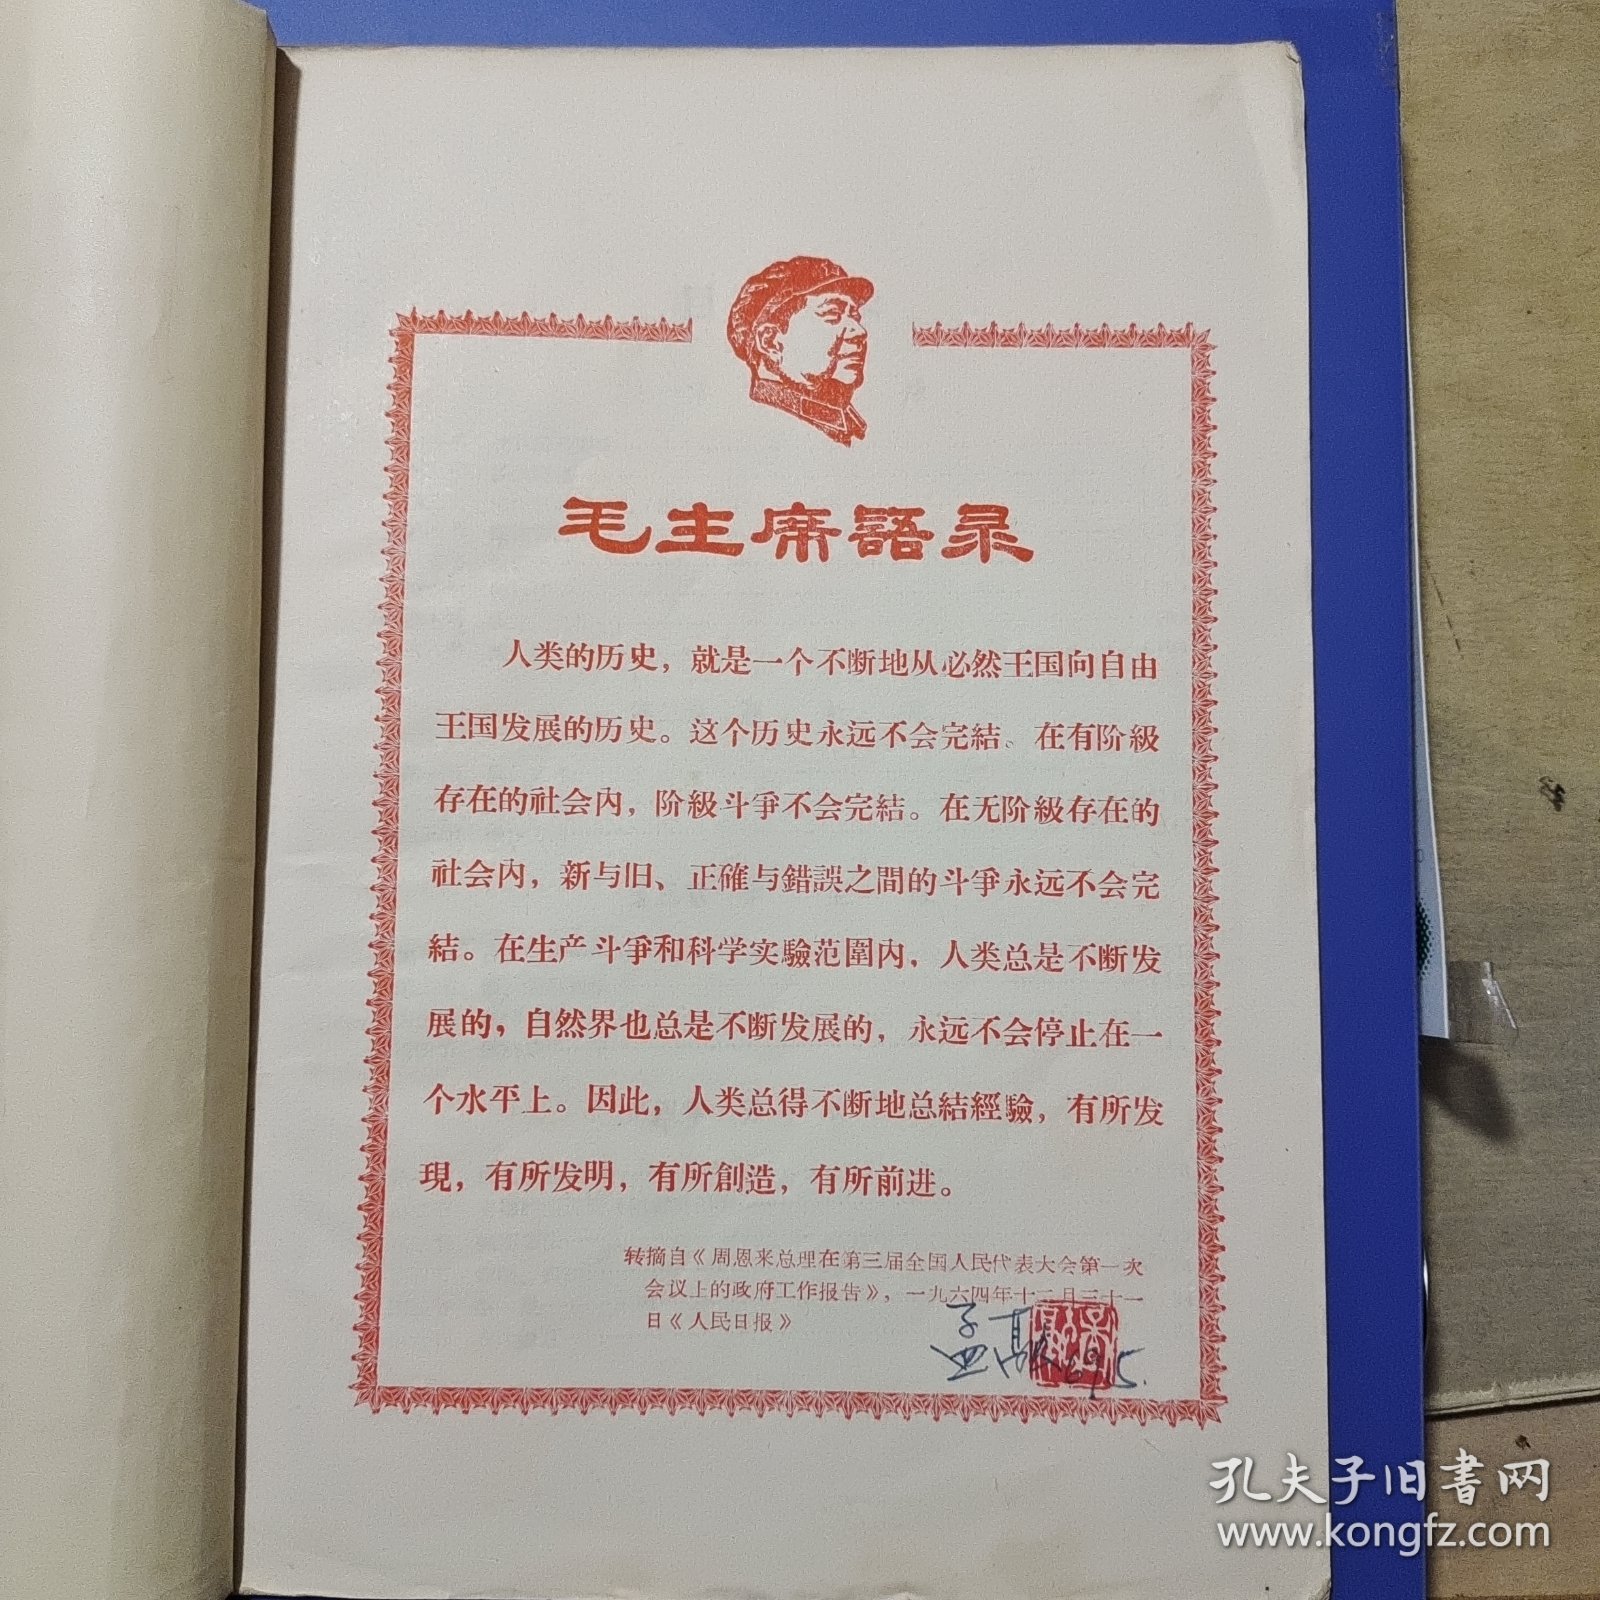 毛主席語录
人类的历史，就是一个不断地从必然王国向自由
王国发展的历史。这个历史永远不会完結。在有阶級
存在的社会內，阶級斗爭不会完結。在无阶級存在的
社会內，新与旧、正確与錯誤之間的斗爭永远不会完
結。在生产斗爭和科学实驗范圍內，人类总是不断发
展的，自然界也总是不断发展的，永远不会停止在一
个水平上。因此，人类总得不断地总結經驗，有所发
現，有所发明，有所創造，有所前进。
转摘自《周恩来总理在第三届全国人民代表大会第一次
会议上的政府工作报告》，一九六四年十二月三十一
日《人民日报》
孔夫子旧書网
www.kongfz.com